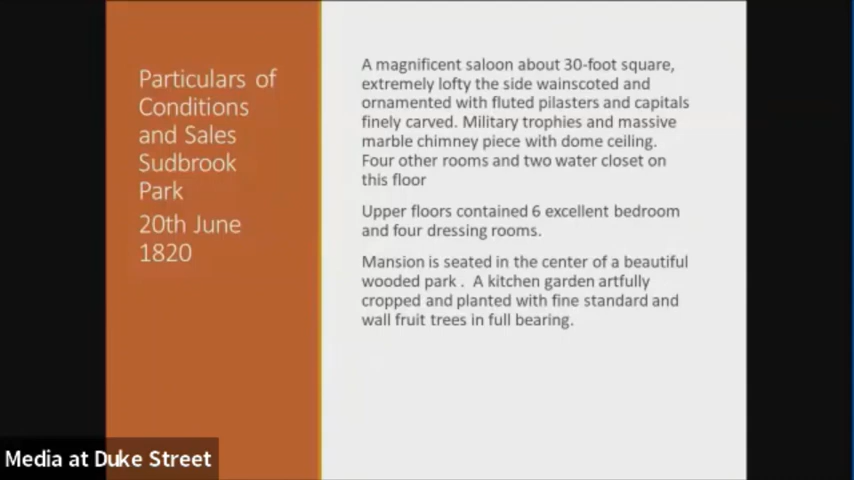 Particulars of
Conditions
and Sales
Sudbrook
Park
20th June
1820
A magnificent saloon about 30-foot square,
extremely lofty the side wainscoted and
ornamented with fluted pilasters and capitals
finely carved. Military trophies and massive
marble chimney piece with dome ceiling.
Four other rooms and two water closet on
this floor
Upper floors contained 6 excellent bedroom
and four dressing rooms.
Mansion is seated in the center of a beautiful
wooded park . A kitchen garden artfully
cropped and planted with fine standard and
wall fruit trees in full bearing.
Media at Duke Street